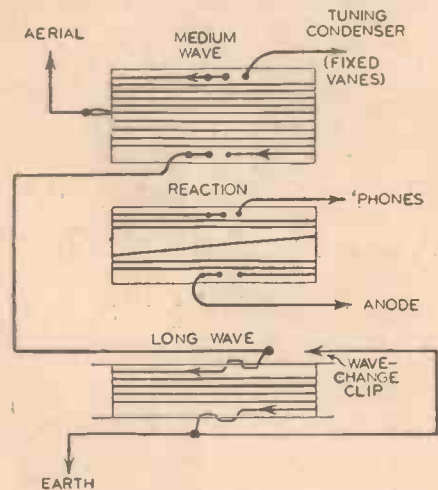 AERIAL
MEDIUM
WAVE
TUNING
CONDENSER
(FIXED
VANES)
REACTION
'PHONES
ANODE
LONG WAVE
WAVE-
CHANGE
CLIP
EARTH